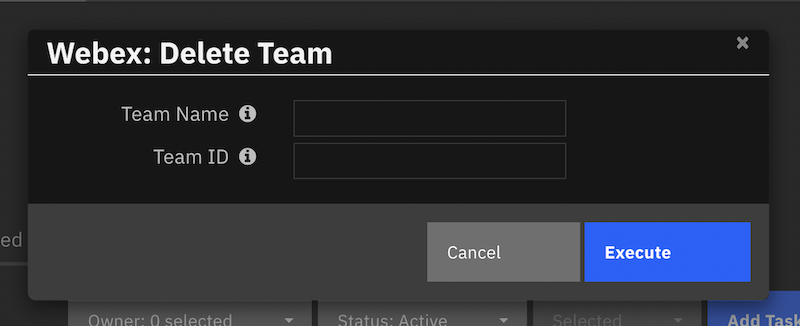 Webex: Delete Team
Team Name
Team ID
ed
Cancel
Execute
Owner: 0 selected
Status: Active
Selected
Add Task